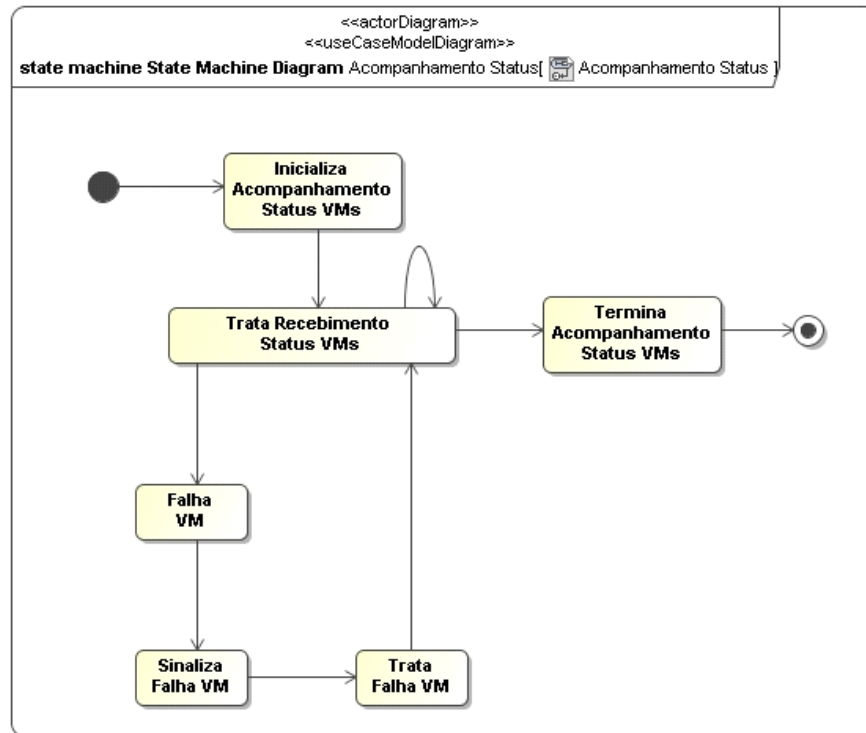 <<actorDiagram>>
<<useCaseModelDiagram>>
state machine State Machine Diagram Acompanhamento Status[ Acompanhamento Status ]
Inicializa
Acompanhamento
Status VMs
Trata Recebimento
Status VMs
Termina
Acompanhamento
Status VMs
Falha
VM
Sinaliza
Falha VM
Trata
Falha VM